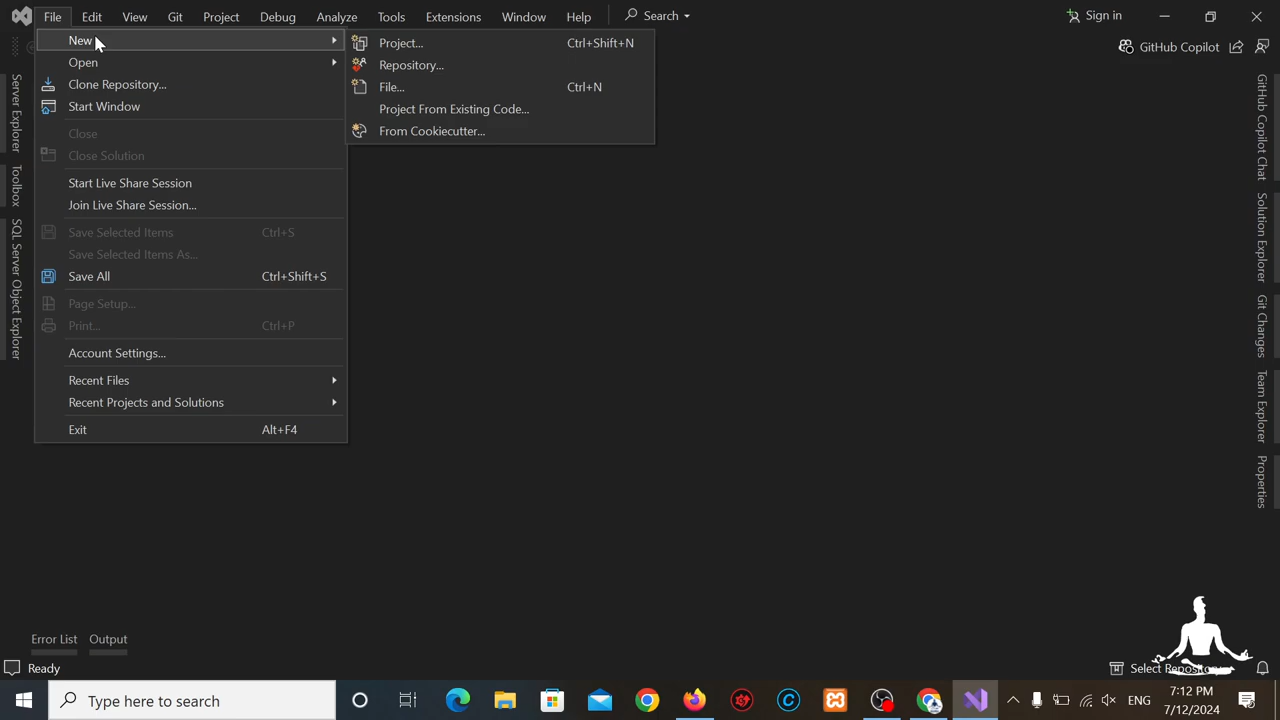 File Edit View Git Project Debug Analyze Tools Extensions Window Help Search Sign in
New
Open
Clone Repository...
Start Window
Close
Close Solution
Start Live Share Session
Join Live Share Session...
Save Selected Items Ctrl+S
Save Selected Items As...
Save All Ctrl+Shift+S
Page Setup...
Print... Ctrl+P
Account Settings...
Recent Files
Recent Projects and Solutions
Exit Alt+F4
Project... Ctrl+Shift+N
Repository...
File... Ctrl+N
Project From Existing Code...
From Cookiecutter...
GitHub Copilot
Server Explorer
Toolbox
SQL Server Object Explorer
GitHub Copilot Chat
Solution Explorer
Git Changes
Team Explorer
Properties
Error List Output
Ready
Select
Type here to search
ENG
7:12 PM
7/12/2024